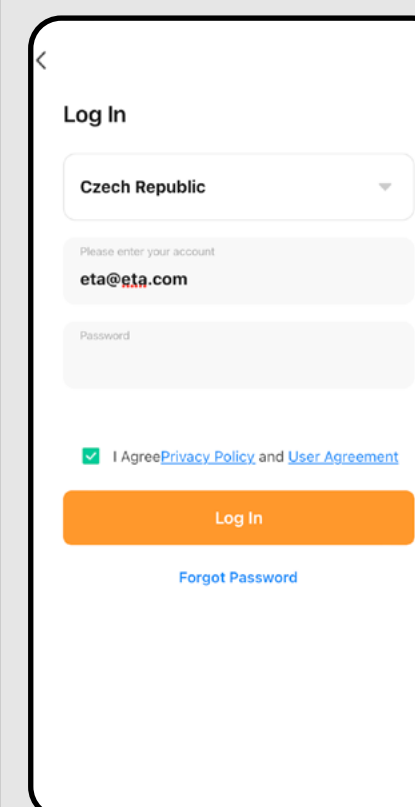 Log In
Czech Republic
Please enter your account
eta@eta.com
Password
I AgreePrivacy Policy and User Agreement
Log In
Forgot Password